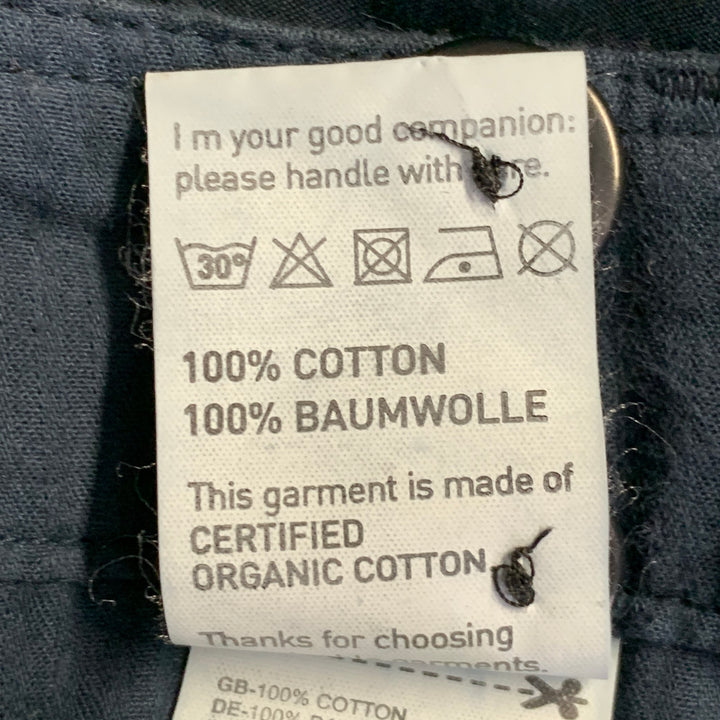 I m your good companion:
please handle with
30°
100% COTTON
100% BAUMWOLLE
This garment is made of
CERTIFIED
ORGANIC COTTON
Thanks for choosing
GB-100% COTTON
DE-100%